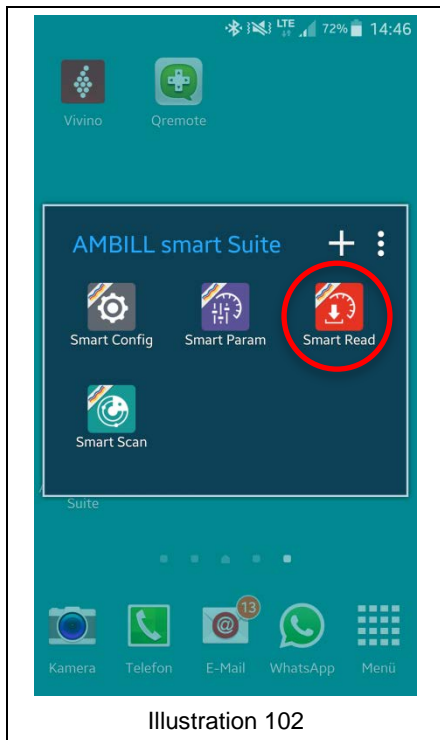 LTE 72% 14:46
Vivino Qremote
AMBILL smart Suite
Smart Config Smart Param Smart Read
Smart Scan
Suite
13
@
Kamera Telefon E-Mail WhatsApp Menü
Illustration 102